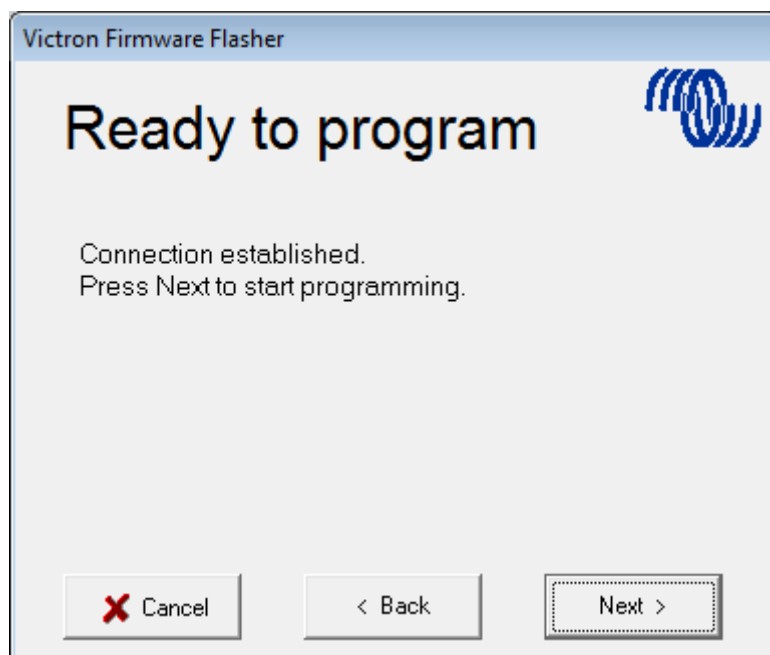 Victron Firmware Flasher
Ready to program
Connection established.
Press Next to start programming.
Cancel
< Back
Next >